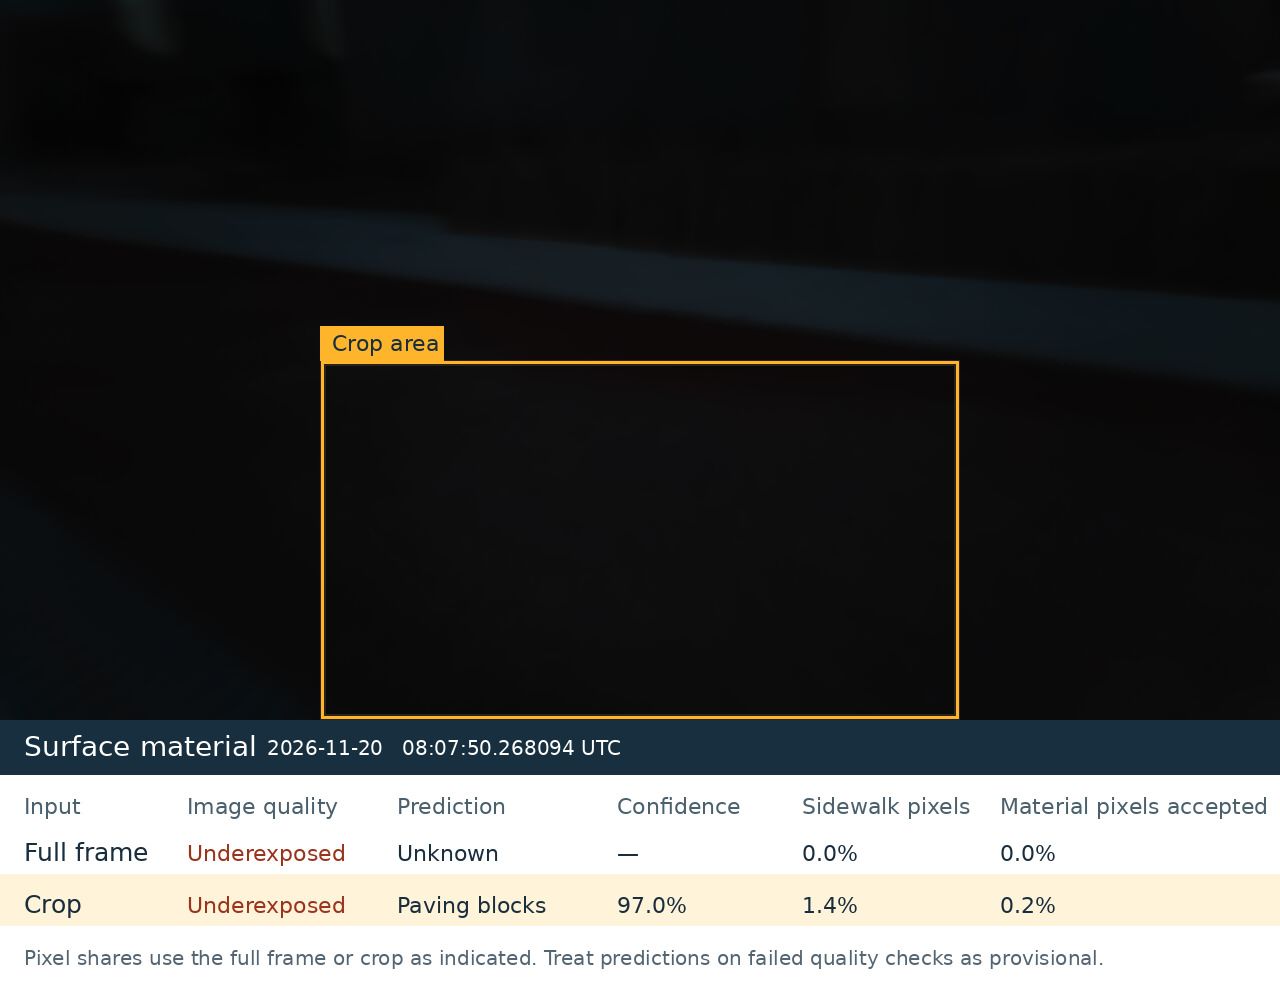 Crop area
Surface material 2026-11-20 08:07:50.268094 UTC
Input Image quality Prediction Confidence Sidewalk pixels Material pixels accepted
Full frame Underexposed Unknown — 0.0% 0.0%
Crop Underexposed Paving blocks 97.0% 1.4% 0.2%
Pixel shares use the full frame or crop as indicated. Treat predictions on failed quality checks as provisional.